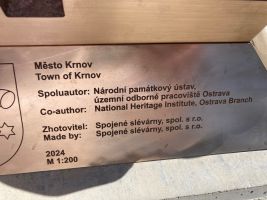 Město Krnov
Town of Krnov
Spoluautor: Národní památkový ústav,
územní odborné pracoviště Ostrava
Co-author: National Heritage Institute, Ostrava Branch
Zhotovitel: Spojené slévárny, spol. s r.o.
Made by: Spojené slévárny, spol. s r.o.
2024
M 1:200